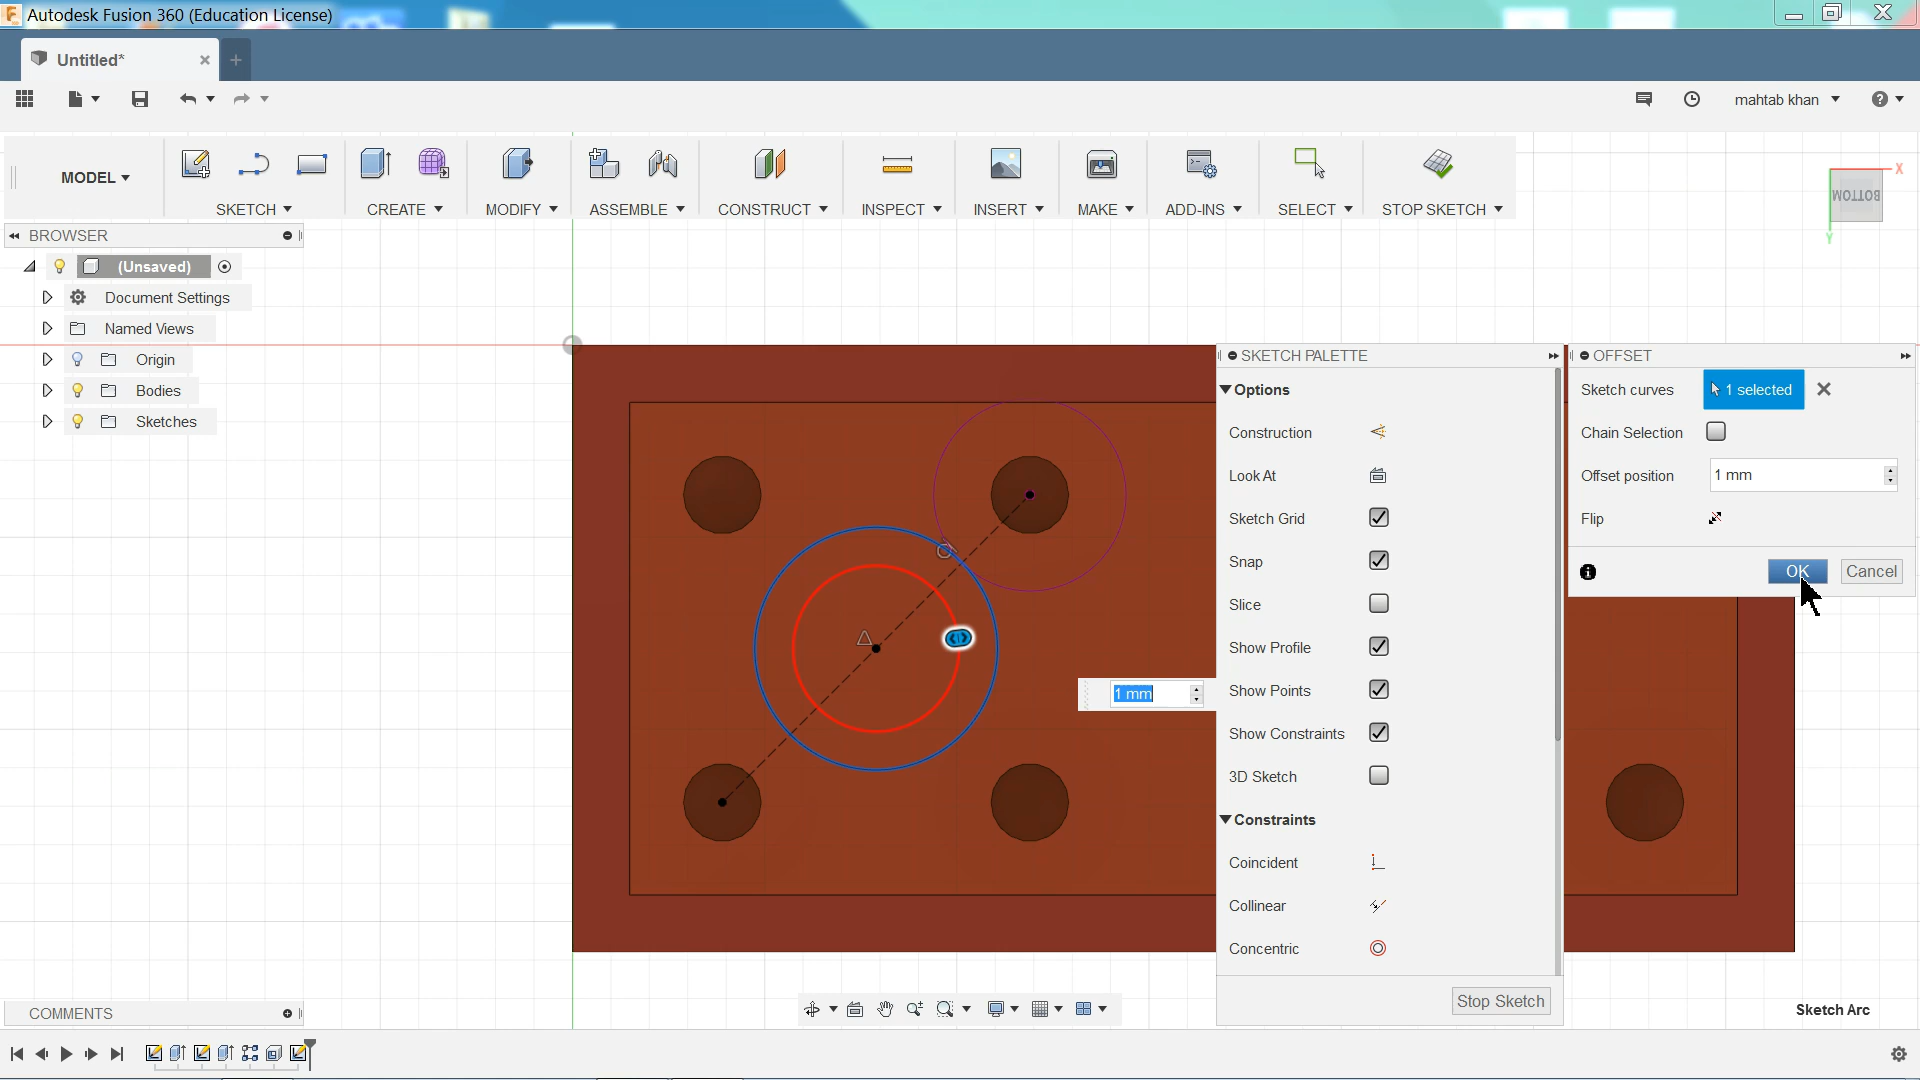 Autodesk Fusion 360 (Education License)
Untitled*
mahtab khan
MODEL
SKETCH
CREATE
MODIFY
ASSEMBLE
CONSTRUCT
INSPECT
INSERT
MAKE
ADD-INS
SELECT
STOP SKETCH
X
BOTTOM
Y
BROWSER
(Unsaved)
Document Settings
Named Views
Origin
Bodies
Sketches
SKETCH PALETTE
Options
Construction
Look At
Sketch Grid
Snap
Slice
Show Profile
Show Points
Show Constraints
3D Sketch
Constraints
Coincident
Collinear
Concentric
Stop Sketch
OFFSET
Sketch curves
1 selected
Chain Selection
Offset position
1 mm
Flip
OK
Cancel
1 mm
COMMENTS
Sketch Arc